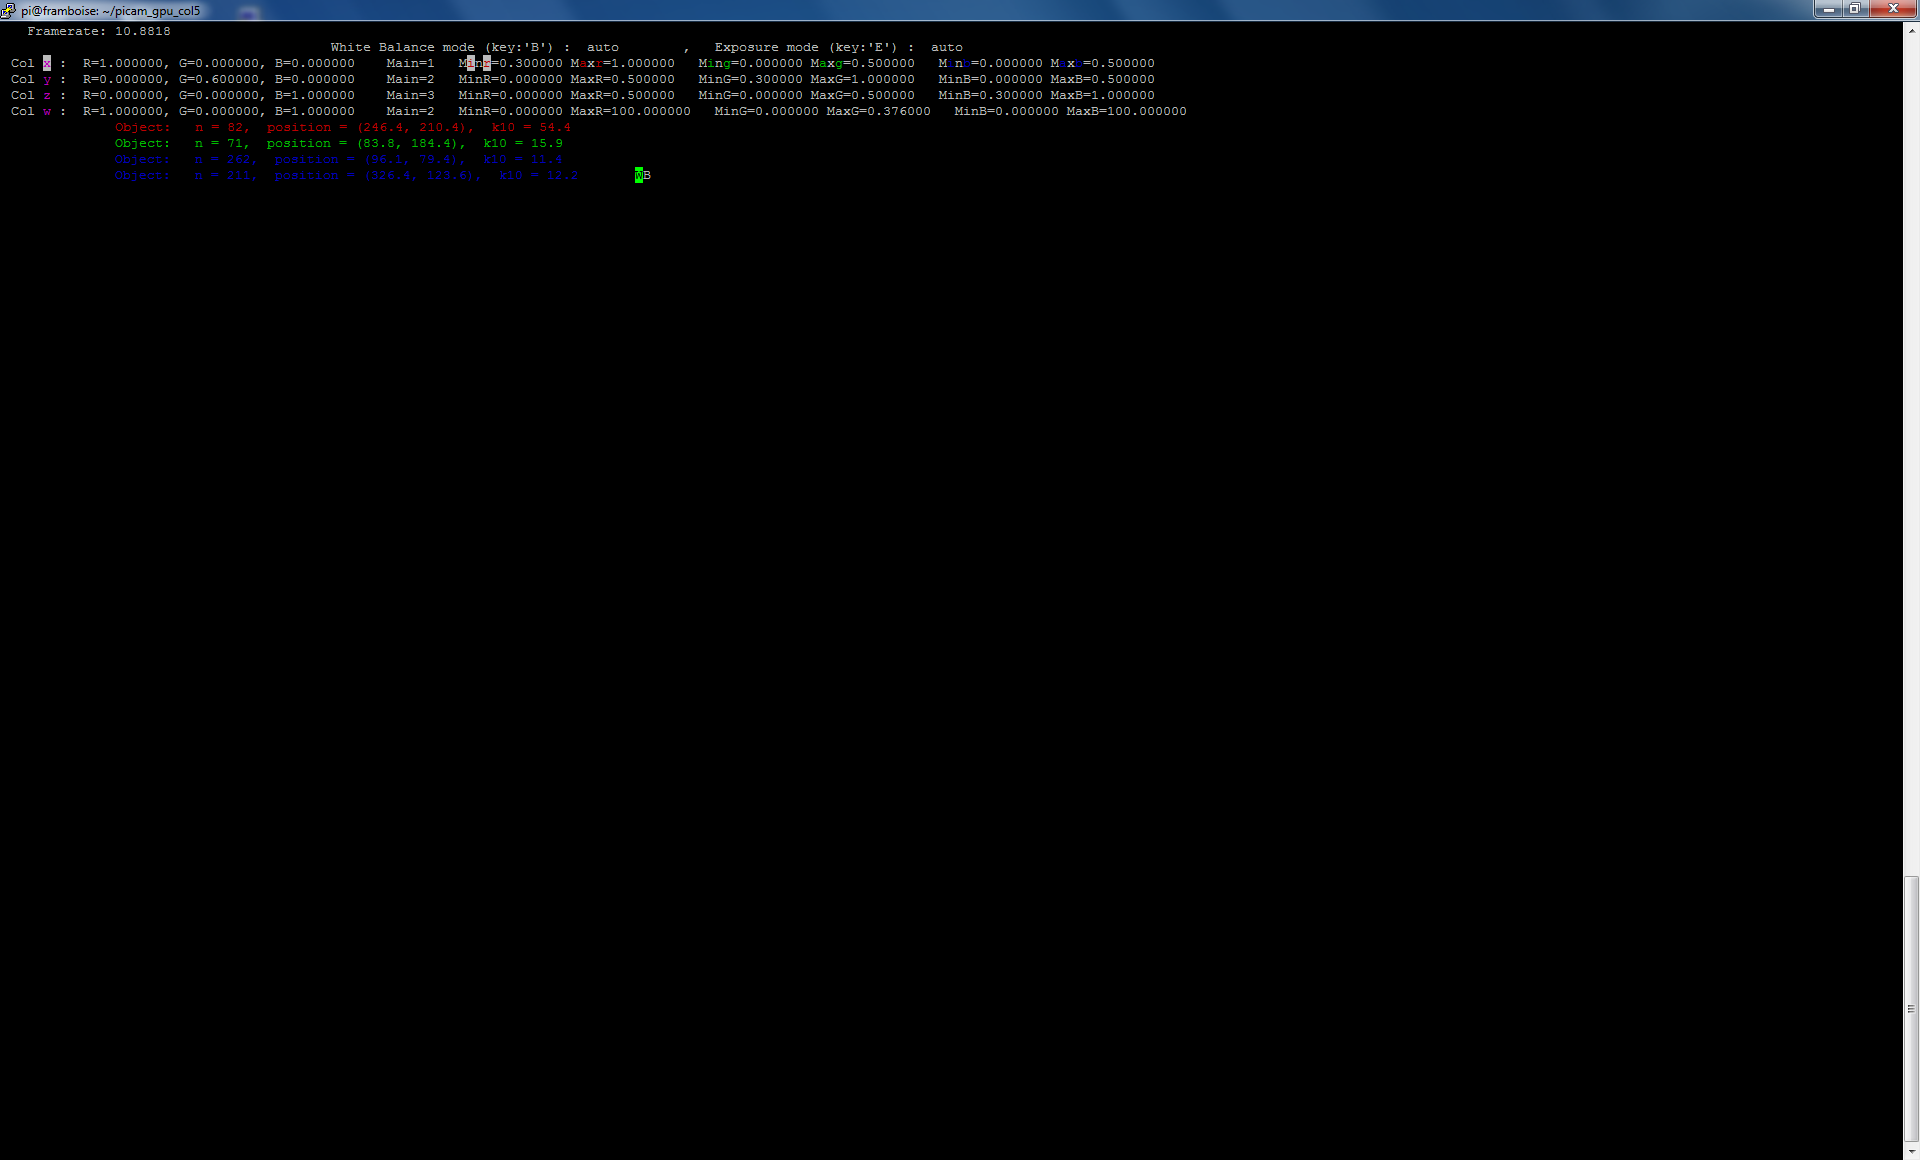 pi@framboise: ~/picam_gpu_col5
Framerate: 10.8818
White Balance mode (key:'B') : auto , Exposure mode (key:'E') : auto
Col x : R=1.000000, G=0.000000, B=0.000000 Main=1 Minr=0.300000 Maxr=1.000000 Ming=0.000000 Maxg=0.500000 Minb=0.000000 Maxb=0.500000
Col y : R=0.000000, G=0.600000, B=0.000000 Main=2 MinR=0.000000 MaxR=0.500000 MinG=0.300000 MaxG=1.000000 MinB=0.000000 MaxB=0.500000
Col z : R=0.000000, G=0.000000, B=1.000000 Main=3 MinR=0.000000 MaxR=0.500000 MinG=0.000000 MaxG=0.500000 MinB=0.300000 MaxB=1.000000
Col w : R=1.000000, G=0.000000, B=1.000000 Main=2 MinR=0.000000 MaxR=100.000000 MinG=0.000000 MaxG=0.376000 MinB=0.000000 MaxB=100.000000
Object: n = 82, position = (246.4, 210.4), k10 = 54.4
Object: n = 71, position = (83.8, 184.4), k10 = 15.9
Object: n = 262, position = (96.1, 79.4), k10 = 11.4
Object: n = 211, position = (326.4, 123.6), k10 = 12.2 WB